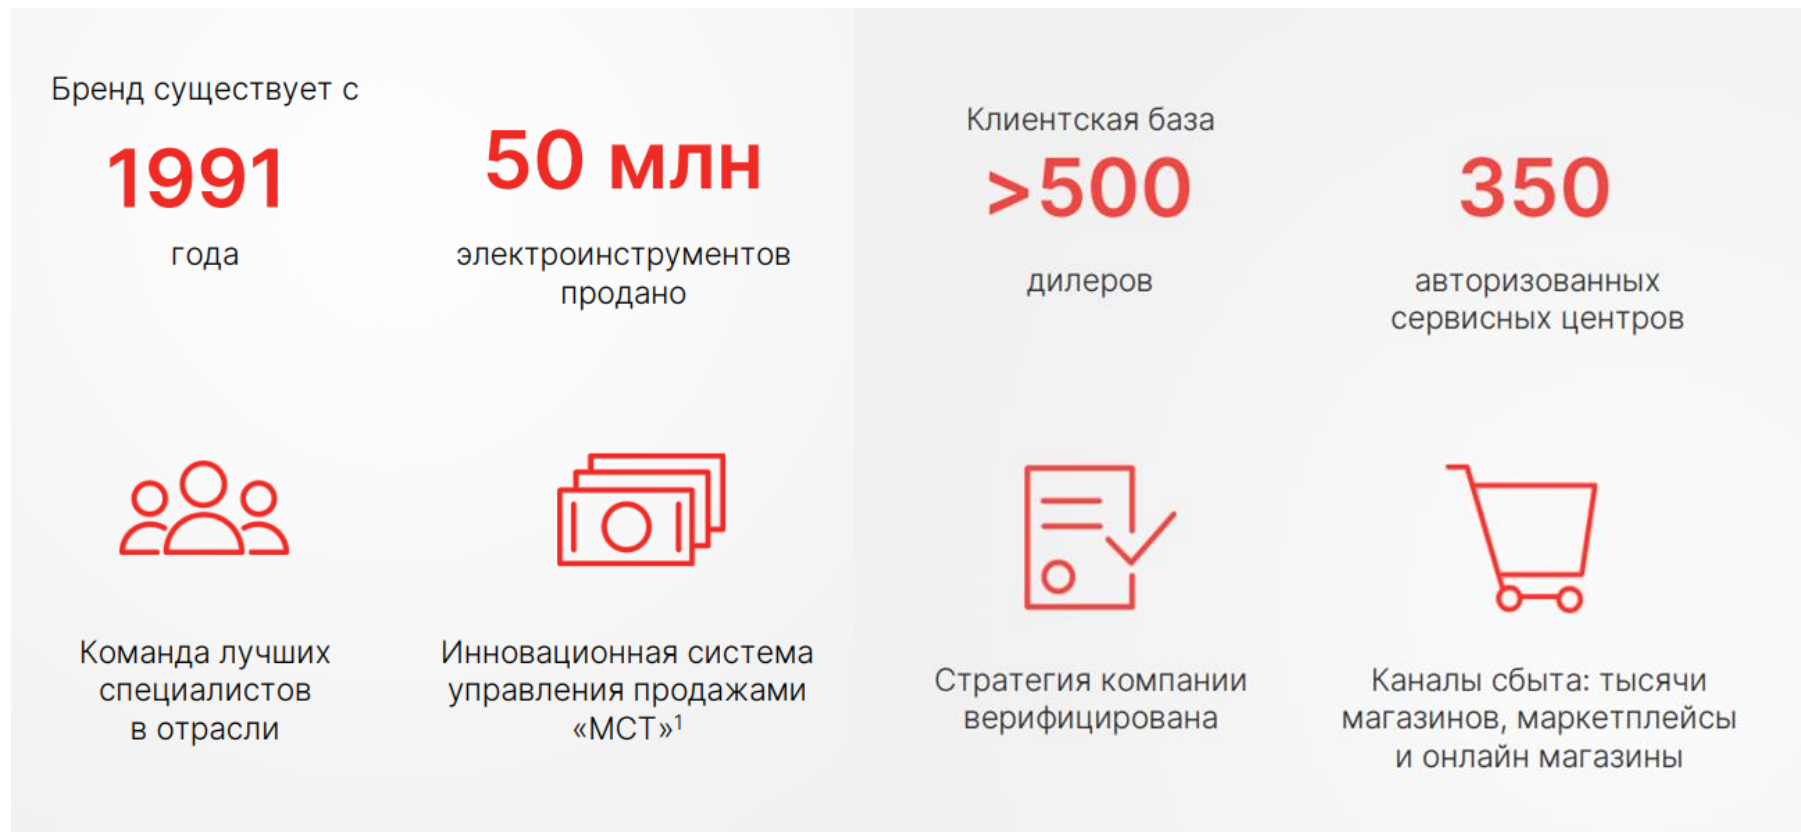 Бренд существует с
1991
года
50 млн
электроинструментов
продано
Клиентская база
>500
дилеров
350
авторизованных
сервисных центров
Команда лучших
специалистов
в отрасли
Инновационная система
управления продажами
«МСТ»¹
Стратегия компании
верифицирована
Каналы сбыта: тысячи
магазинов, маркетплейсы
и онлайн магазины